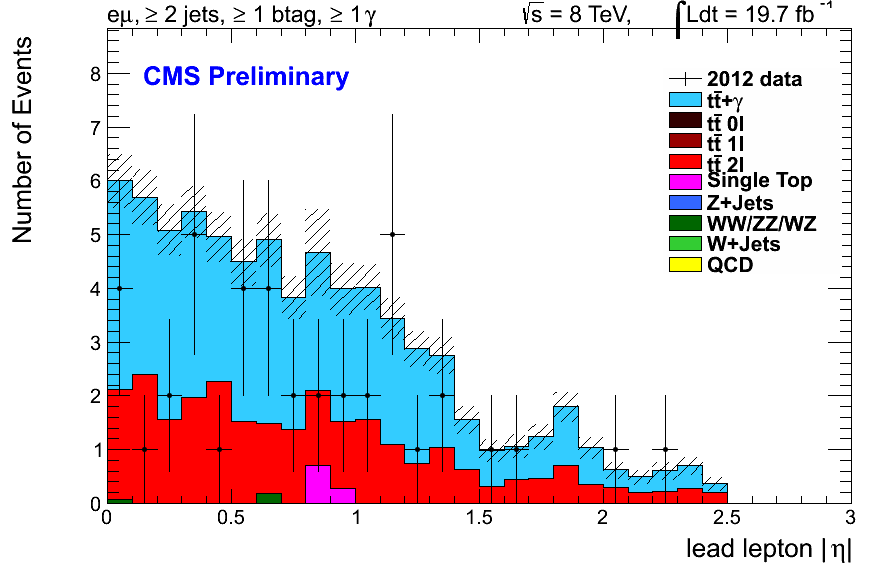 eμ, ≥ 2 jets, ≥ 1 btag, ≥ 1 γ √s = 8 TeV, ∫Ldt = 19.7 fb⁻¹
Number of Events
CMS Preliminary
2012 data
tt̄+γ
tt̄ 0l
tt̄ 1l
tt̄ 2l
Single Top
Z+Jets
WW/ZZ/WZ
W+Jets
QCD
8
7
6
5
4
3
2
1
0
0 0.5 1 1.5 2 2.5 3
lead lepton |η|